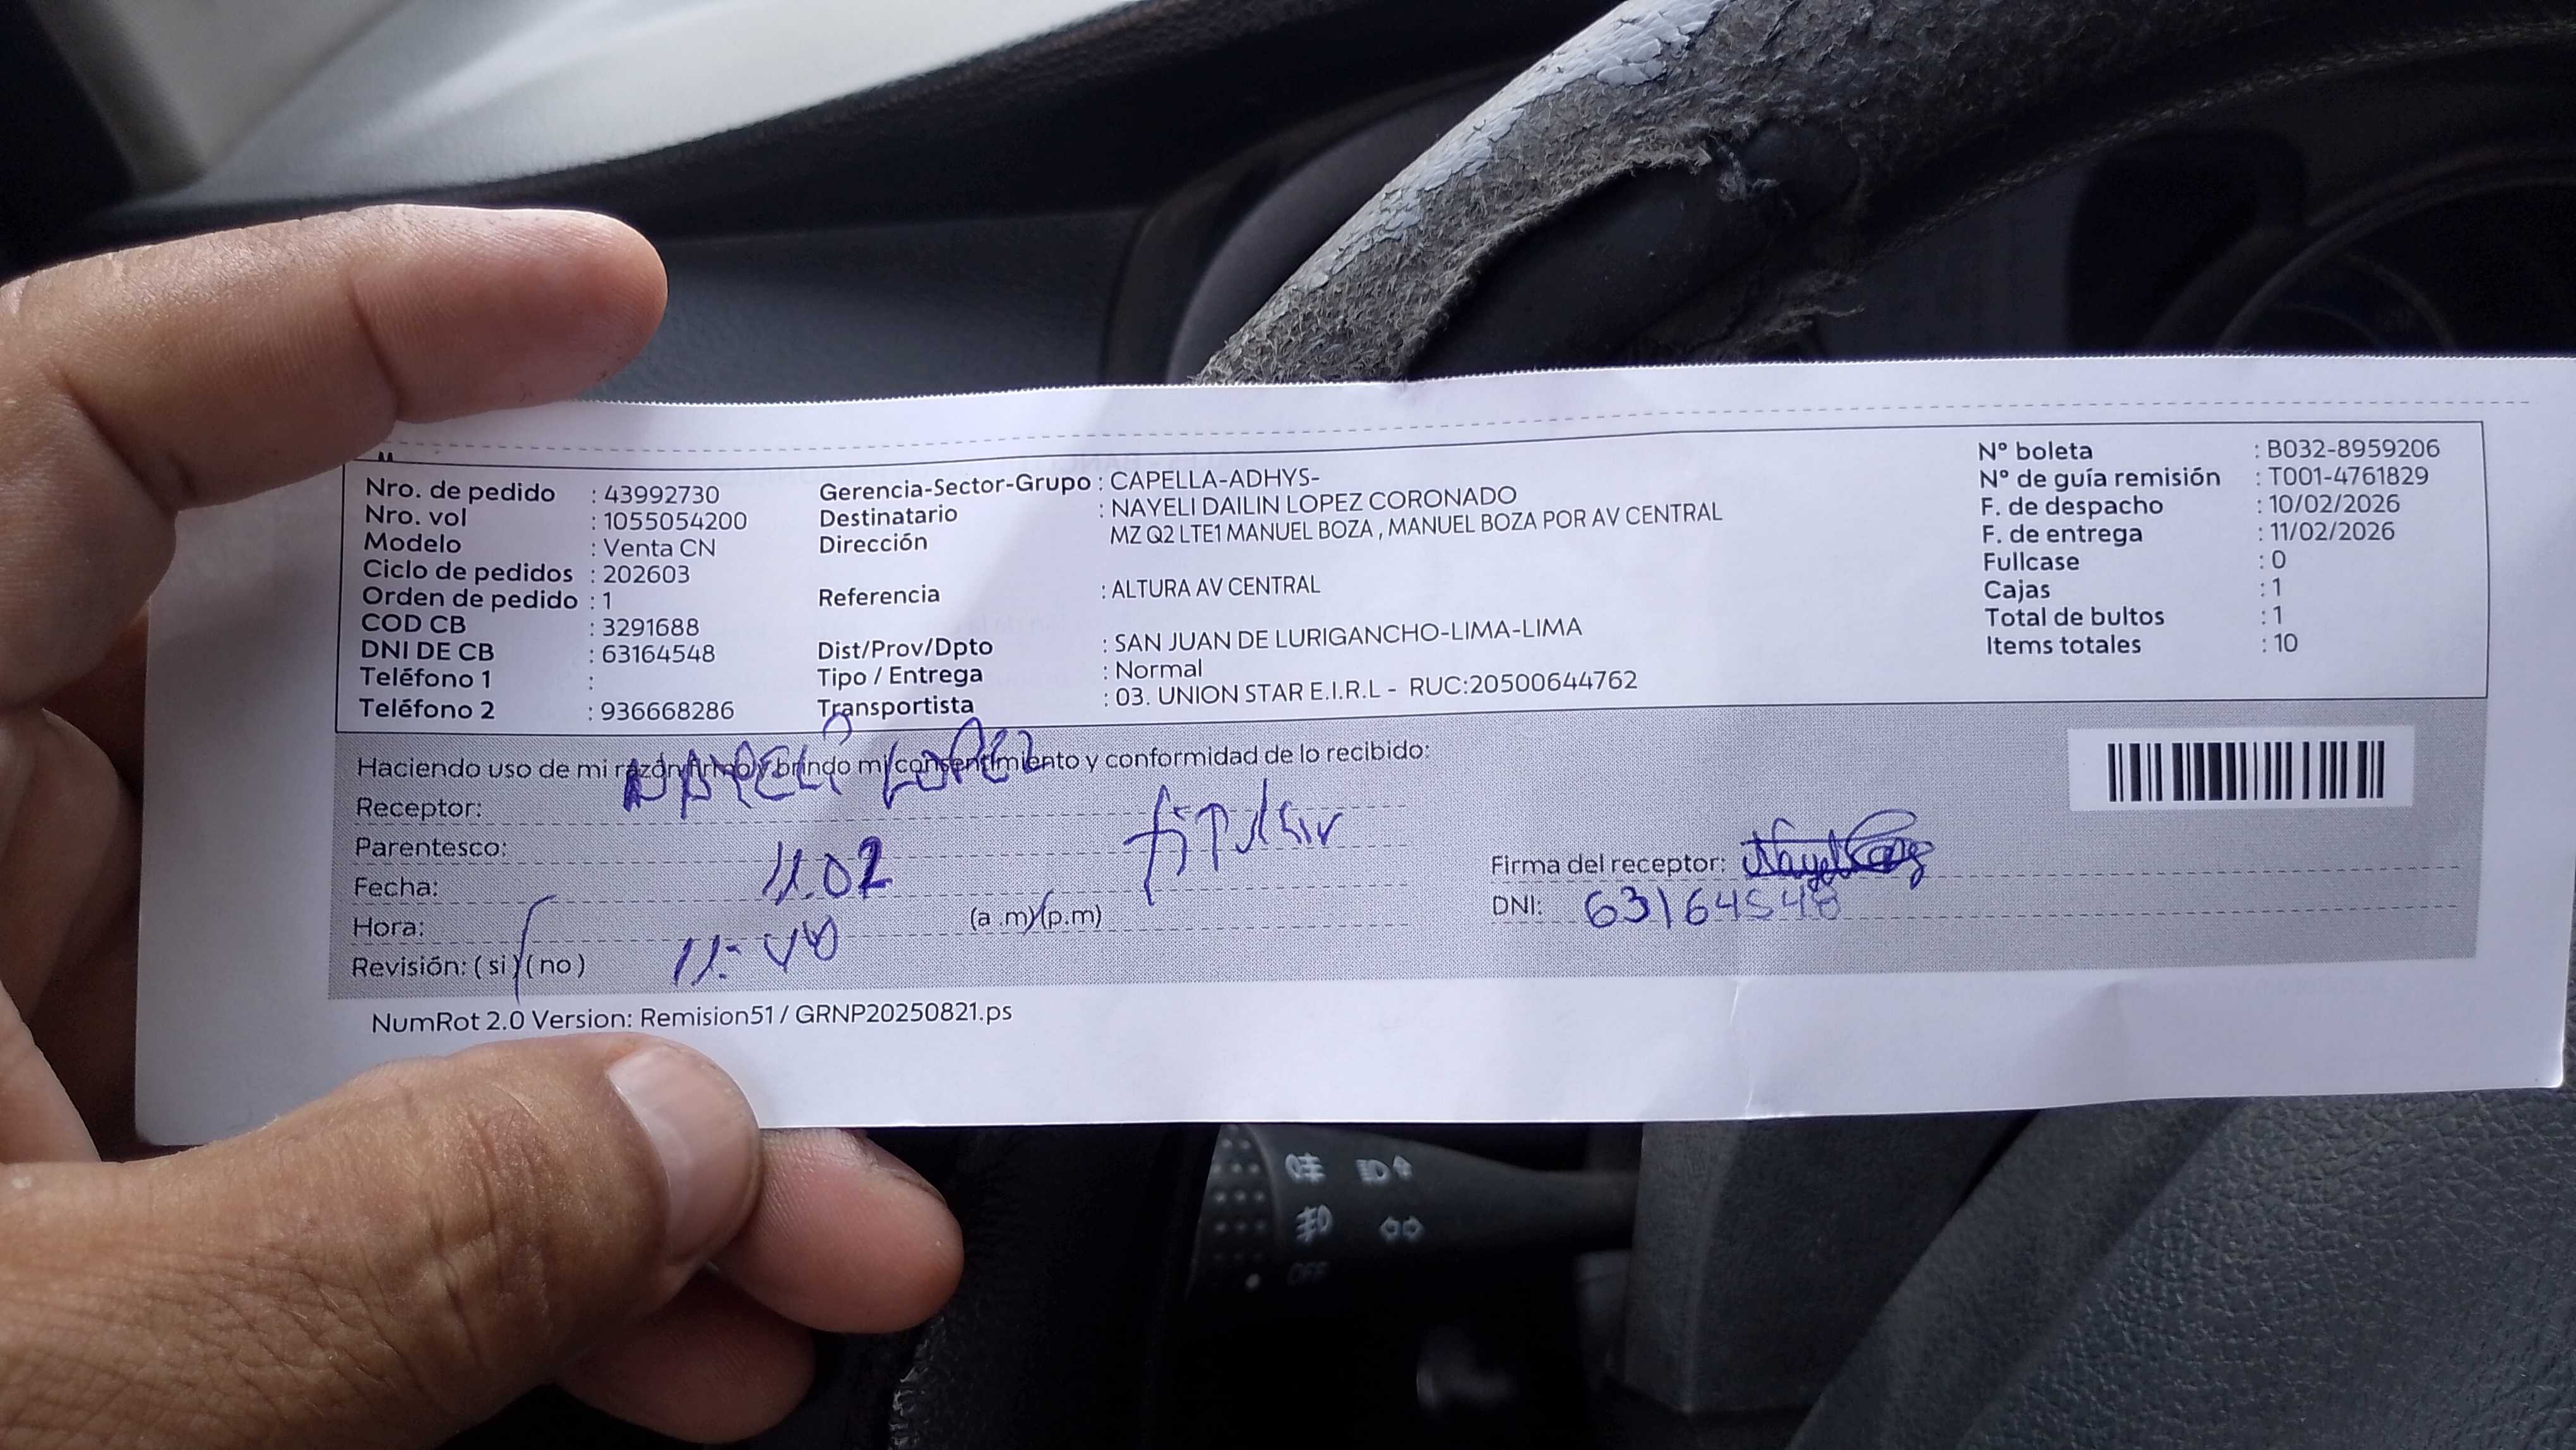 Nro. de pedido : 43992730
Nro. vol : 1055054200
Modelo : Venta CN
Ciclo de pedidos : 202603
Orden de pedido : 1
COD CB : 3291688
DNI DE CB : 63164548
Teléfono 1 :
Teléfono 2 : 936668286
Gerencia-Sector-Grupo : CAPELLA-ADHYS-
Destinatario : NAYELI DAILIN LOPEZ CORONADO
Dirección MZ Q2 LTE1 MANUEL BOZA , MANUEL BOZA POR AV CENTRAL
Referencia : ALTURA AV CENTRAL
Dist/Prov/Dpto : SAN JUAN DE LURIGANCHO-LIMA-LIMA
Tipo / Entrega : Normal
Transportista : 03. UNION STAR E.I.R.L - RUC:20500644762
Nº boleta : B032-8959206
Nº de guía remisión : T001-4761829
F. de despacho : 10/02/2026
F. de entrega : 11/02/2026
Fullcase : 0
Cajas : 1
Total de bultos : 1
Items totales : 10
Haciendo uso de mi razón firmo y brindo mi consentimiento y conformidad de lo recibido:
Receptor: NAYELI LOPEZ
Parentesco:
Fecha: 11.02
Hora: 11:40 (a .m)/(p.m)
Revisión: ( si ) ( no )
Firma del receptor:
DNI: 63164548
NumRot 2.0 Version: Remision51 / GRNP20250821.ps
OFF